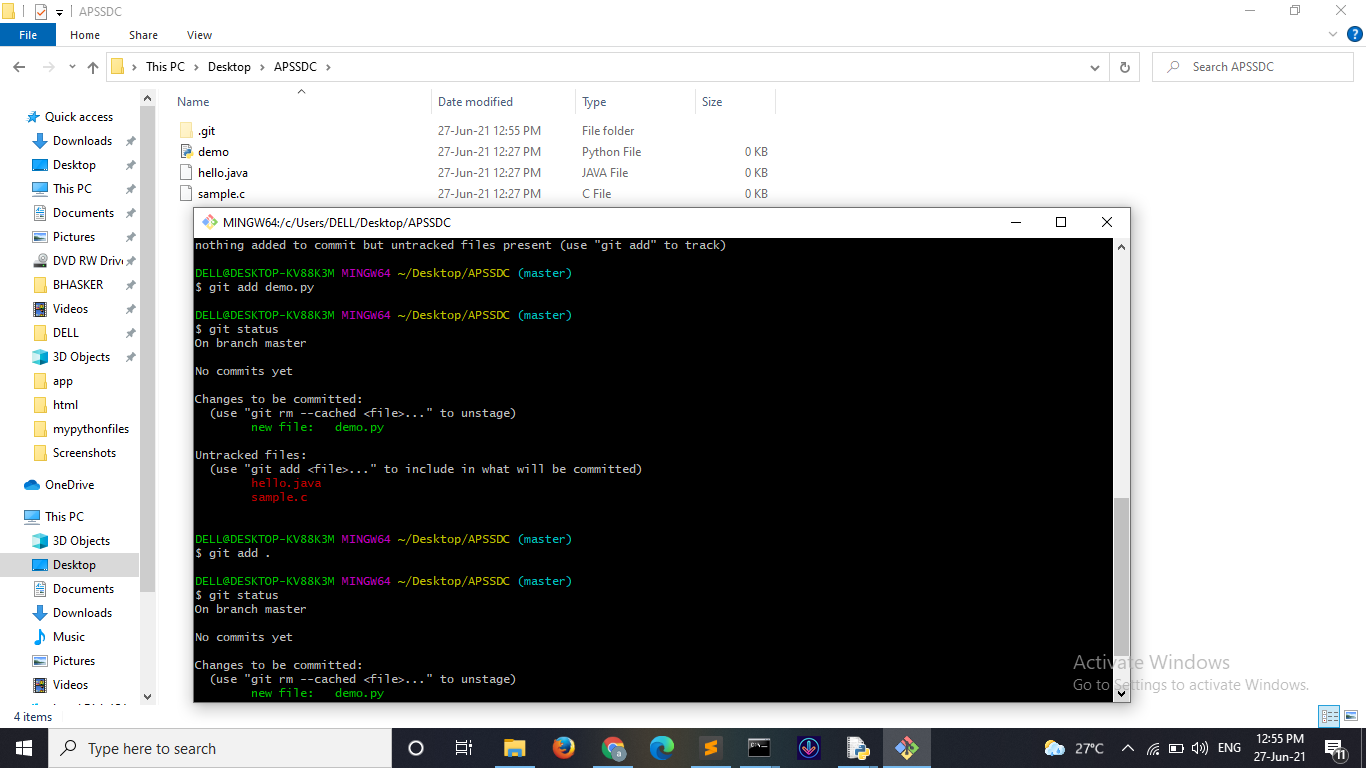 APSSDC
File Home Share View
This PC Desktop APSSDC Search APSSDC
Name Date modified Type Size
.git 27-Jun-21 12:55 PM File folder
demo 27-Jun-21 12:27 PM Python File 0 KB
hello.java 27-Jun-21 12:27 PM JAVA File 0 KB
sample.c 27-Jun-21 12:27 PM C File 0 KB
Quick access
Downloads
Desktop
This PC
Documents
Pictures
DVD RW Driv
BHASKER
Videos
DELL
3D Objects
app
html
mypythonfiles
Screenshots
OneDrive
This PC
3D Objects
Desktop
Documents
Downloads
Music
Pictures
Videos
4 items
MINGW64:/c/Users/DELL/Desktop/APSSDC
nothing added to commit but untracked files present (use "git add" to track)
DELL@DESKTOP-KV88K3M MINGW64 ~/Desktop/APSSDC (master)
$ git add demo.py
DELL@DESKTOP-KV88K3M MINGW64 ~/Desktop/APSSDC (master)
$ git status
On branch master
No commits yet
Changes to be committed:
(use "git rm --cached <file>..." to unstage)
new file: demo.py
Untracked files:
(use "git add <file>..." to include in what will be committed)
hello.java
sample.c
DELL@DESKTOP-KV88K3M MINGW64 ~/Desktop/APSSDC (master)
$ git add .
DELL@DESKTOP-KV88K3M MINGW64 ~/Desktop/APSSDC (master)
$ git status
On branch master
No commits yet
Changes to be committed:
(use "git rm --cached <file>..." to unstage)
new file: demo.py
Activate Windows
Go to Settings to activate Windows.
Type here to search
27°C ENG 12:55 PM
27-Jun-21
11